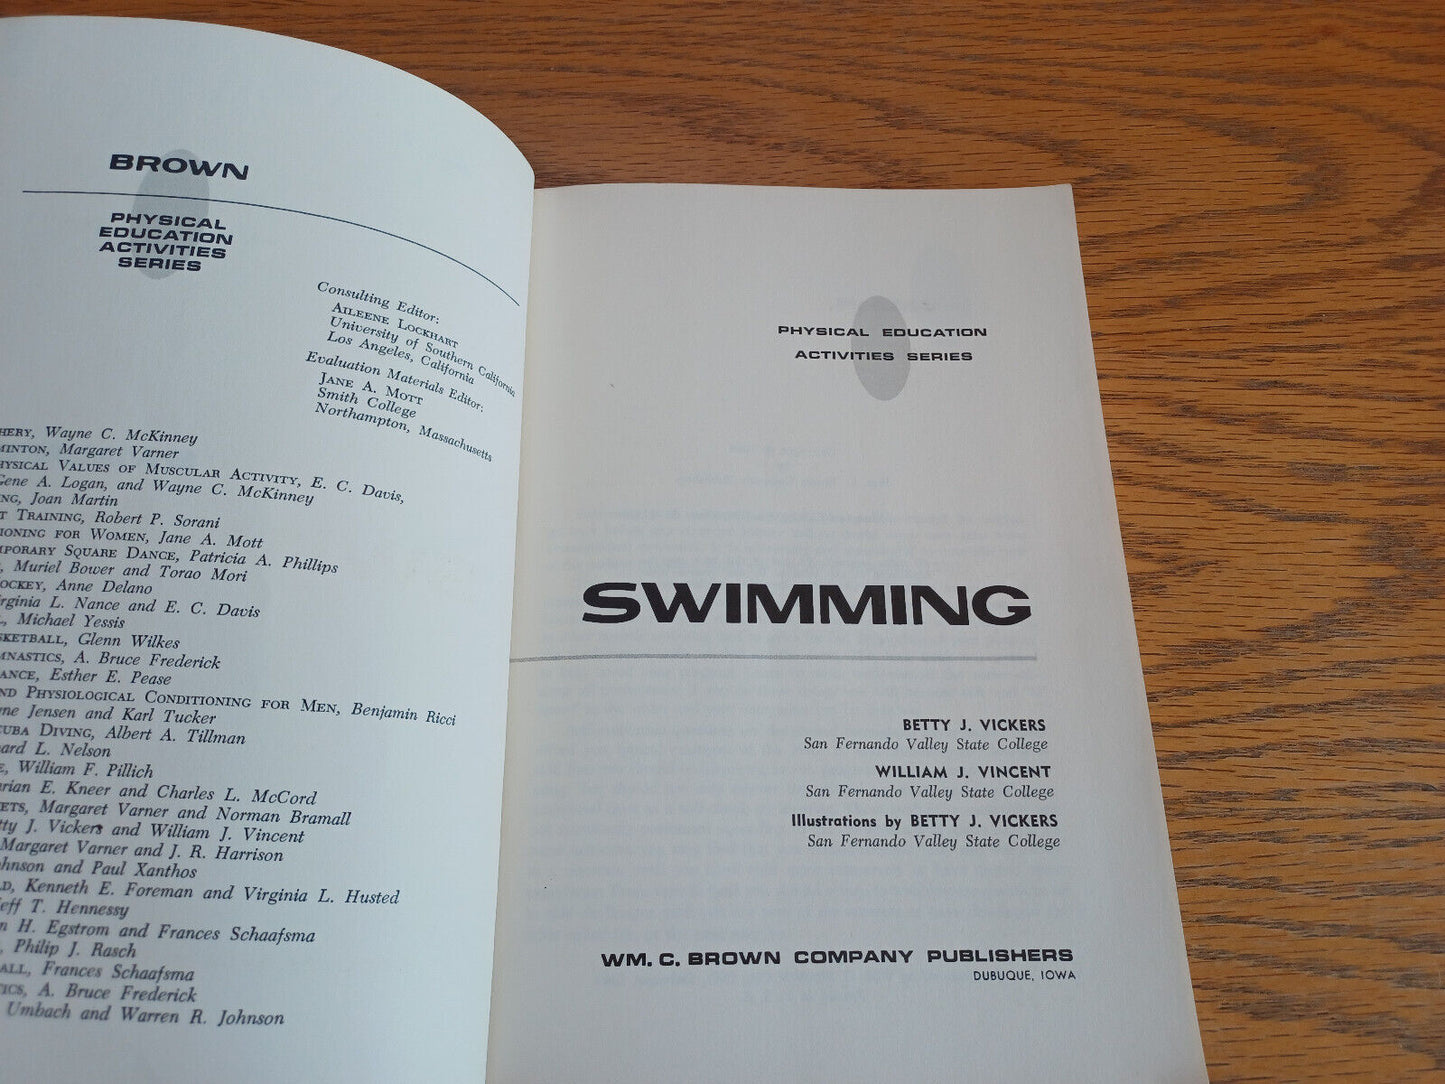 BROWN
PHYSICAL
EDUCATION
ACTIVITIES
SERIES
Consulting Editor:
AILEENE LOCKHART
University of Southern California
Los Angeles, California
Evaluation Materials Editor:
JANE A. MOTT
Smith College
Northampton, Massachusetts
Wayne C. McKinney
Margaret Varner
VALUES OF MUSCULAR ACTIVITY, E. C. Davis,
Gene A. Logan, and Wayne C. McKinney
Joan Martin
TRAINING, Robert P. Sorani
FOR WOMEN, Jane A. Mott
SQUARE DANCE, Patricia A. Phillips
Muriel Bower and Torao Mori
Anne Delano
L. Nance and E. C. Davis
Michael Yessis
Glenn Wilkes
A. Bruce Frederick
Esther E. Pease
PHYSIOLOGICAL CONDITIONING FOR MEN, Benjamin Ricci
Jensen and Karl Tucker
DIVING, Albert A. Tillman
L. Nelson
William F. Pillich
E. Kneer and Charles L. McCord
Margaret Varner and Norman Bramall
J. Vickers and William J. Vincent
Margaret Varner and J. R. Harrison
and Paul Xanthos
Kenneth E. Foreman and Virginia L. Husted
T. Hennessy
H. Egstrom and Frances Schaafsma
Philip J. Rasch
Frances Schaafsma
A. Bruce Frederick
Umbach and Warren R. Johnson
PHYSICAL EDUCATION
ACTIVITIES SERIES
SWIMMING
BETTY J. VICKERS
San Fernando Valley State College
WILLIAM J. VINCENT
San Fernando Valley State College
Illustrations by BETTY J. VICKERS
San Fernando Valley State College
WM. C. BROWN COMPANY PUBLISHERS
DUBUQUE, IOWA